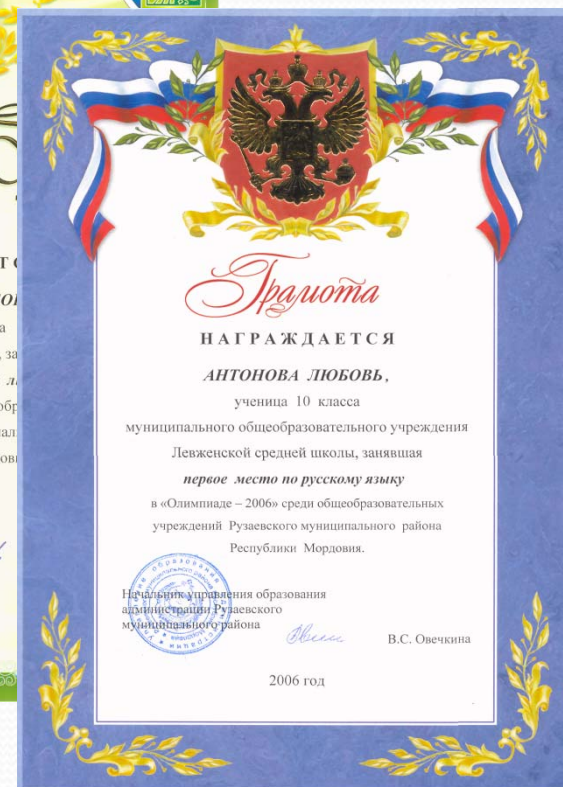 Грамота
НАГРАЖДАЕТСЯ
АНТОНОВА ЛЮБОВЬ,
ученица 10 класса
муниципального общеобразовательного учреждения
Левженской средней школы, занявшая
первое место по русскому языку
в «Олимпиаде – 2006» среди общеобразовательных
учреждений Рузаевского муниципального района
Республики Мордовия.
Начальник управления образования
администрации Рузаевского
муниципального района
В.С. Овечкина
2006 год